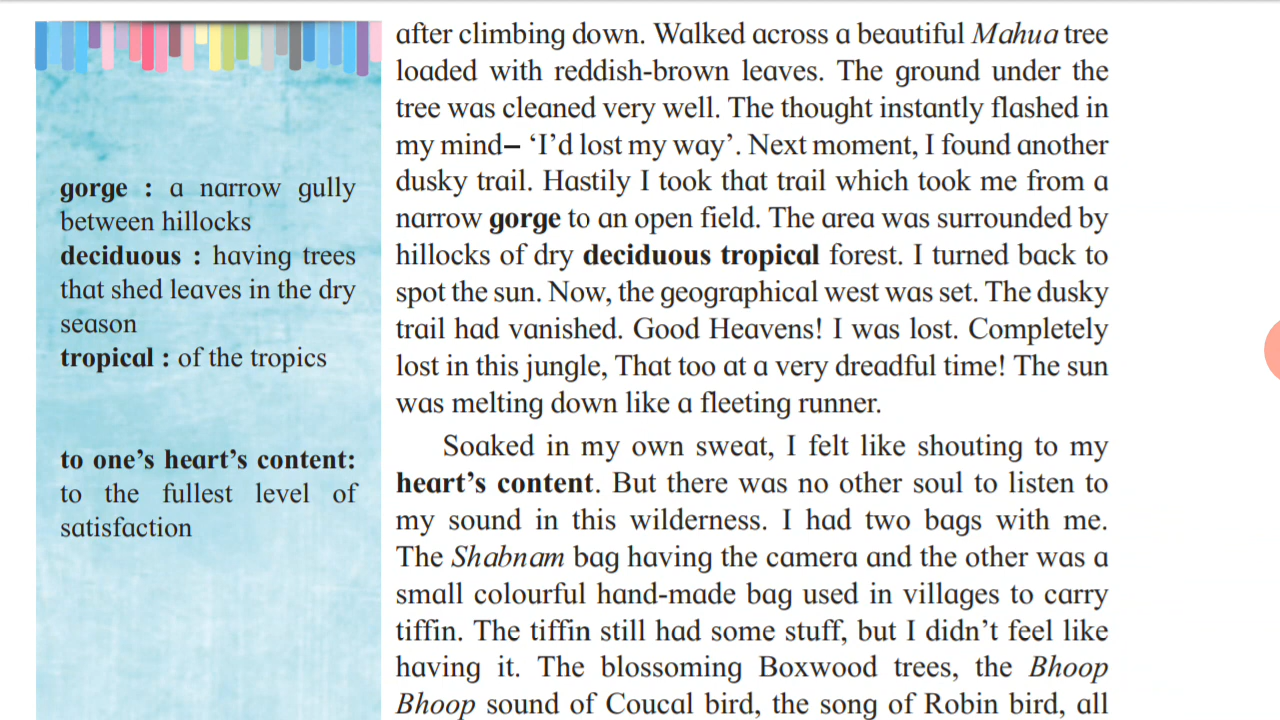 gorge : a narrow gully
between hillocks
deciduous : having trees
that shed leaves in the dry
season
tropical : of the tropics
to one's heart's content:
to the fullest level of
satisfaction
after climbing down. Walked across a beautiful Mahua tree
loaded with reddish-brown leaves. The ground under the
tree was cleaned very well. The thought instantly flashed in
my mind– ‘I’d lost my way’. Next moment, I found another
dusky trail. Hastily I took that trail which took me from a
narrow gorge to an open field. The area was surrounded by
hillocks of dry deciduous tropical forest. I turned back to
spot the sun. Now, the geographical west was set. The dusky
trail had vanished. Good Heavens! I was lost. Completely
lost in this jungle, That too at a very dreadful time! The sun
was melting down like a fleeting runner.
Soaked in my own sweat, I felt like shouting to my
heart’s content. But there was no other soul to listen to
my sound in this wilderness. I had two bags with me.
The Shabnam bag having the camera and the other was a
small colourful hand-made bag used in villages to carry
tiffin. The tiffin still had some stuff, but I didn’t feel like
having it. The blossoming Boxwood trees, the Bhoop
Bhoop sound of Coucal bird, the song of Robin bird, all